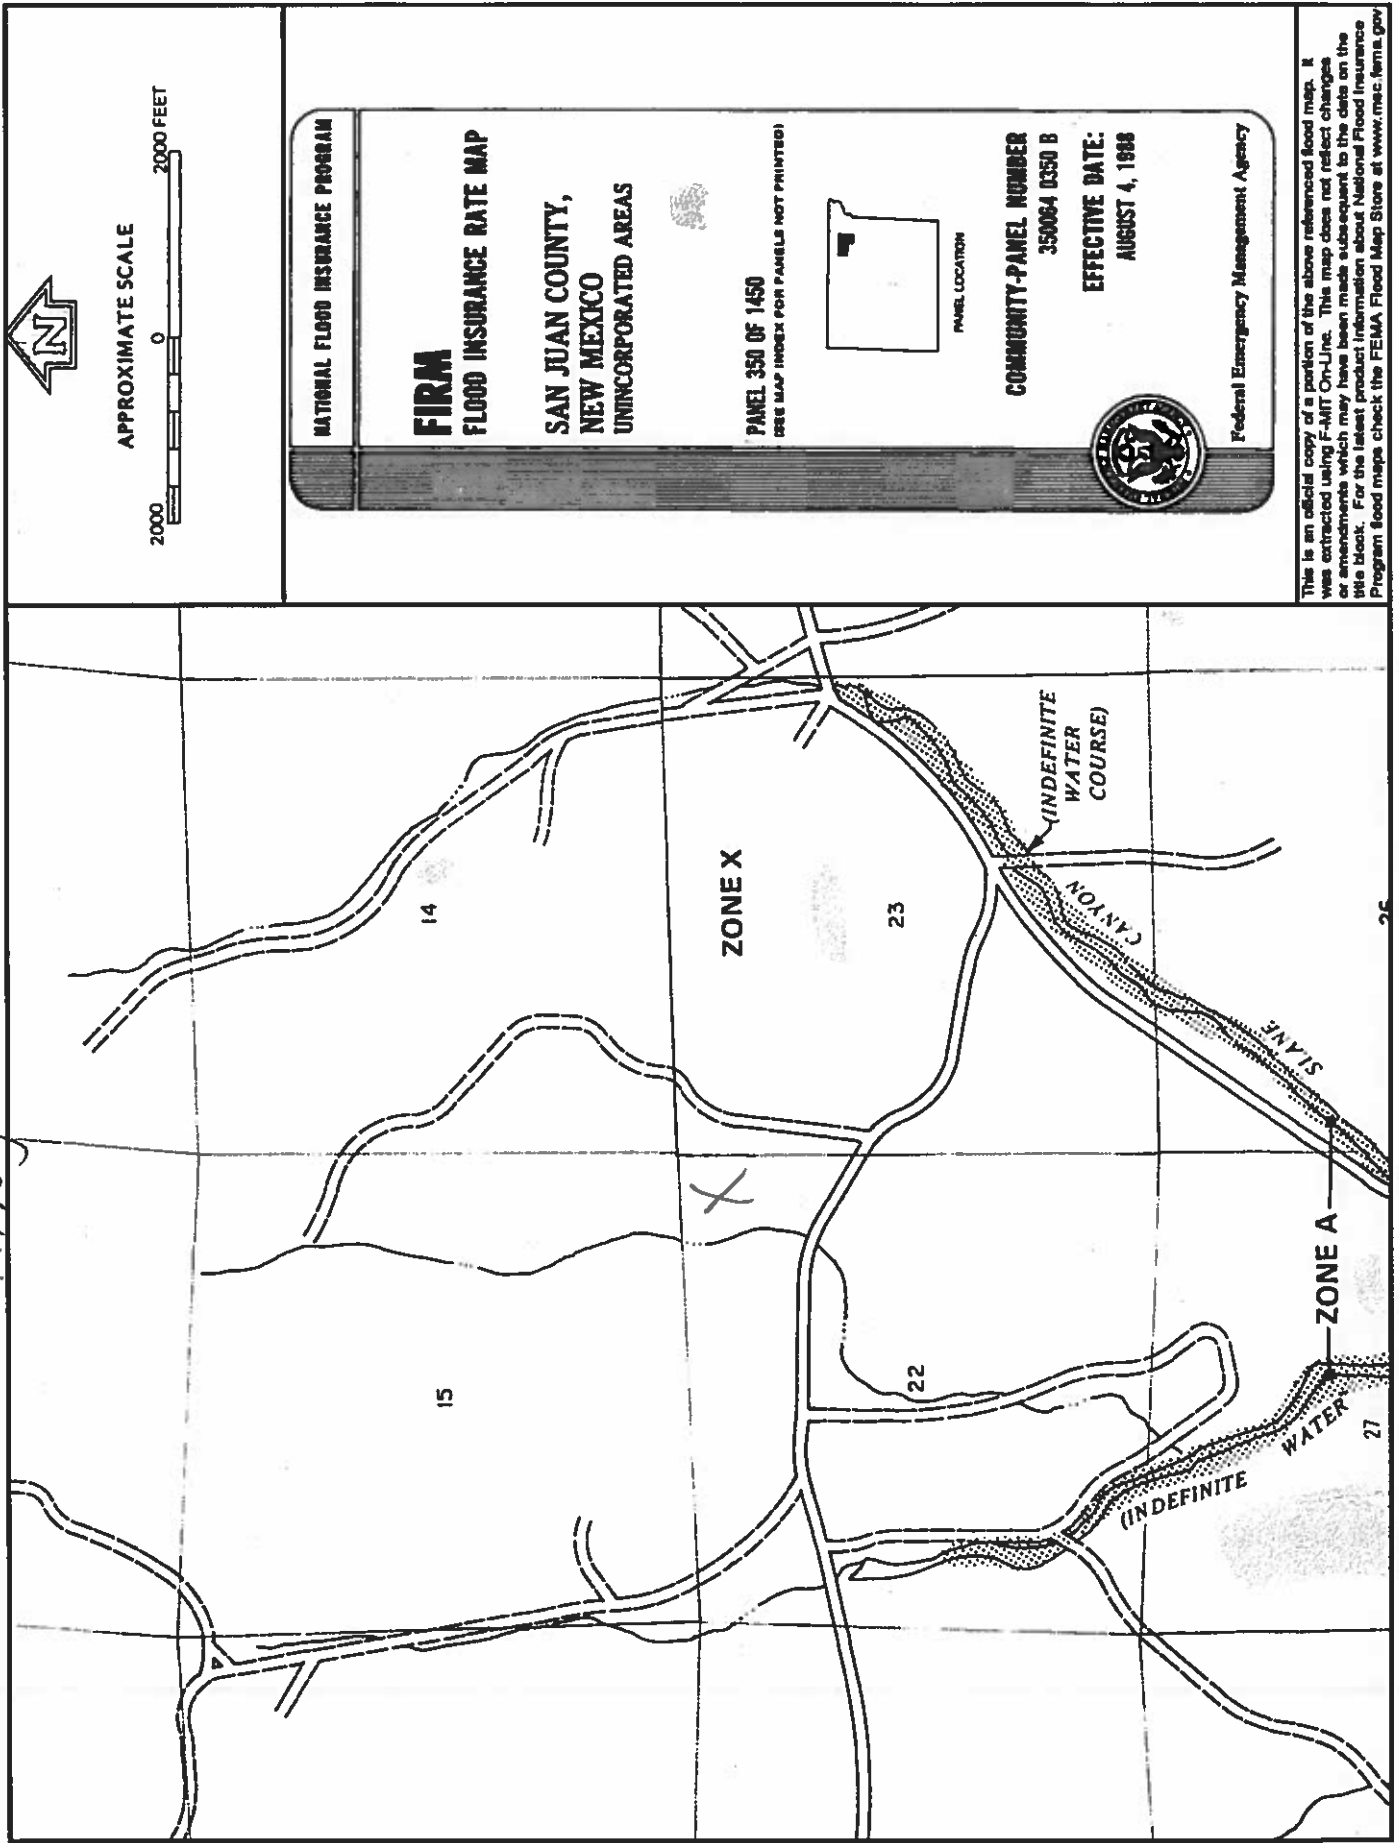 APPROXIMATE SCALE
2000 0 2000 FEET
N
NATIONAL FLOOD INSURANCE PROGRAM
FIRM
FLOOD INSURANCE RATE MAP
SAN JUAN COUNTY,
NEW MEXICO
UNINCORPORATED AREAS
PANEL 350 OF 1450
(SEE MAP INDEX FOR PANELS NOT PRINTED)
PANEL LOCATION
COMMUNITY-PANEL NUMBER
350064 0350 B
EFFECTIVE DATE:
AUGUST 4, 1988
Federal Emergency Management Agency
This is an official copy of a portion of the above referenced flood map. It
was extracted using F-MIT On-Line. This map does not reflect changes
or amendments which may have been made subsequent to the date on the
title block. For the latest product information about National Flood Insurance
Program flood maps check the FEMA Flood Map Store at www.msc.fema.gov
14
15
ZONE X
X
23
22
(INDEFINITE
WATER
COURSE)
SLANE
CANYON
(INDEFINITE
WATER
ZONE A
27
26